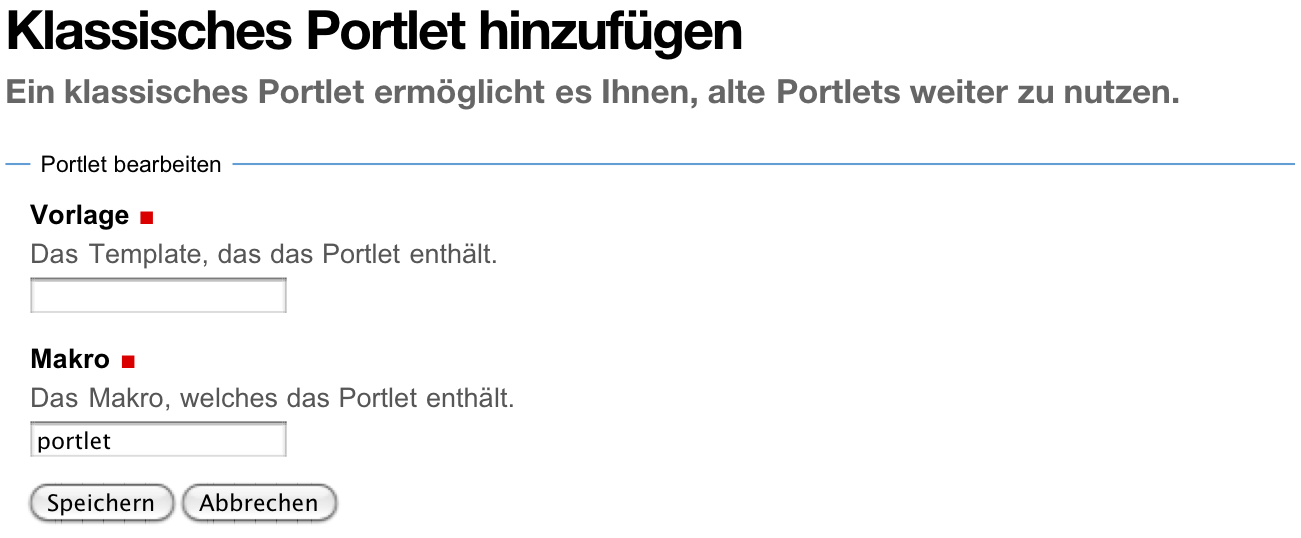 Klassisches Portlet hinzufügen
Ein klassisches Portlet ermöglicht es Ihnen, alte Portlets weiter zu nutzen.
Portlet bearbeiten
Vorlage
Das Template, das das Portlet enthält.
Makro
Das Makro, welches das Portlet enthält.
portlet
Speichern Abbrechen